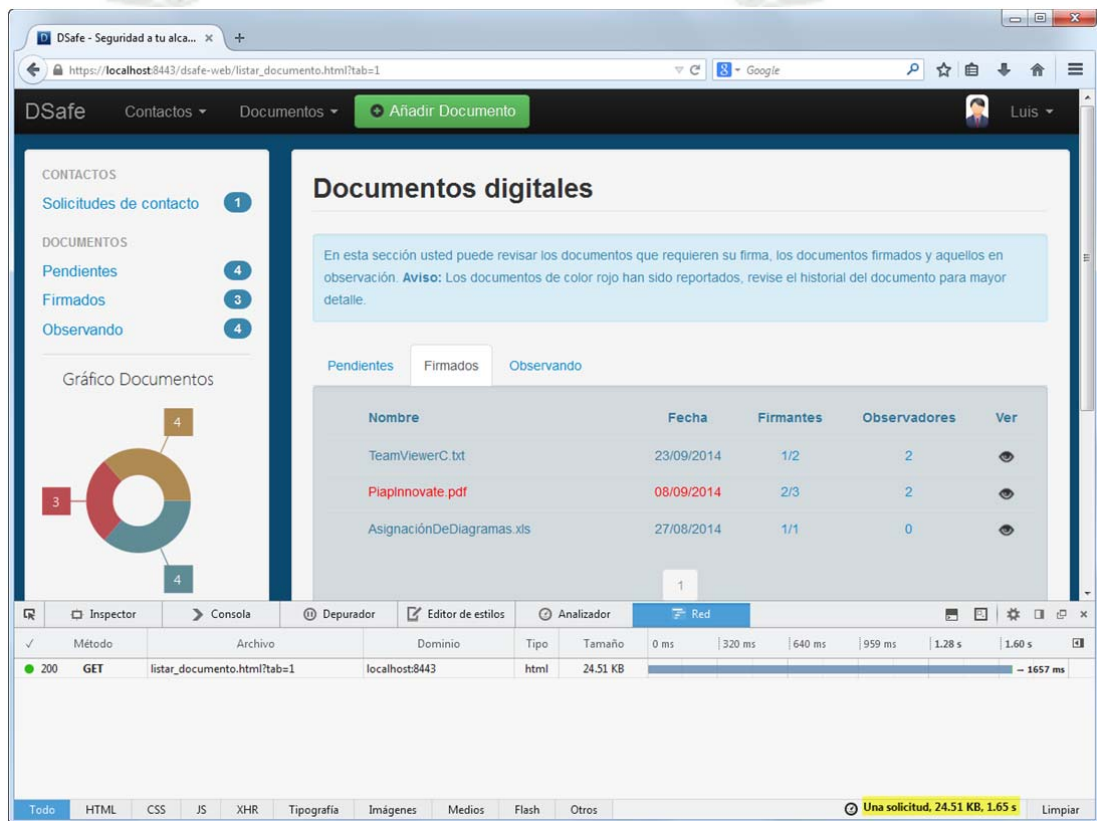 DSafe - Seguridad a tu alca... × +
https://localhost:8443/dsafe-web/listar_documento.html?tab=1
8 Google
DSafe Contactos Documentos Añadir Documento Luis
CONTACTOS
Solicitudes de contacto 1
DOCUMENTOS
Pendientes 4
Firmados 3
Observando 4
Gráfico Documentos
4
3
4
Documentos digitales
En esta sección usted puede revisar los documentos que requieren su firma, los documentos firmados y aquellos en
observación. Aviso: Los documentos de color rojo han sido reportados, revise el historial del documento para mayor
detalle.
Pendientes Firmados Observando
Nombre Fecha Firmantes Observadores Ver
TeamViewerC.txt 23/09/2014 1/2 2
PiapInnovate.pdf 08/09/2014 2/3 2
AsignaciónDeDiagramas.xls 27/08/2014 1/1 0
1
Inspector Consola Depurador Editor de estilos Analizador Red
✓ Método Archivo Dominio Tipo Tamaño 0 ms 320 ms 640 ms 959 ms 1.28 s 1.60 s
200 GET listar_documento.html?tab=1 localhost:8443 html 24.51 KB → 1657 ms
Todo HTML CSS JS XHR Tipografía Imágenes Medios Flash Otros Una solicitud, 24.51 KB, 1.65 s Limpiar